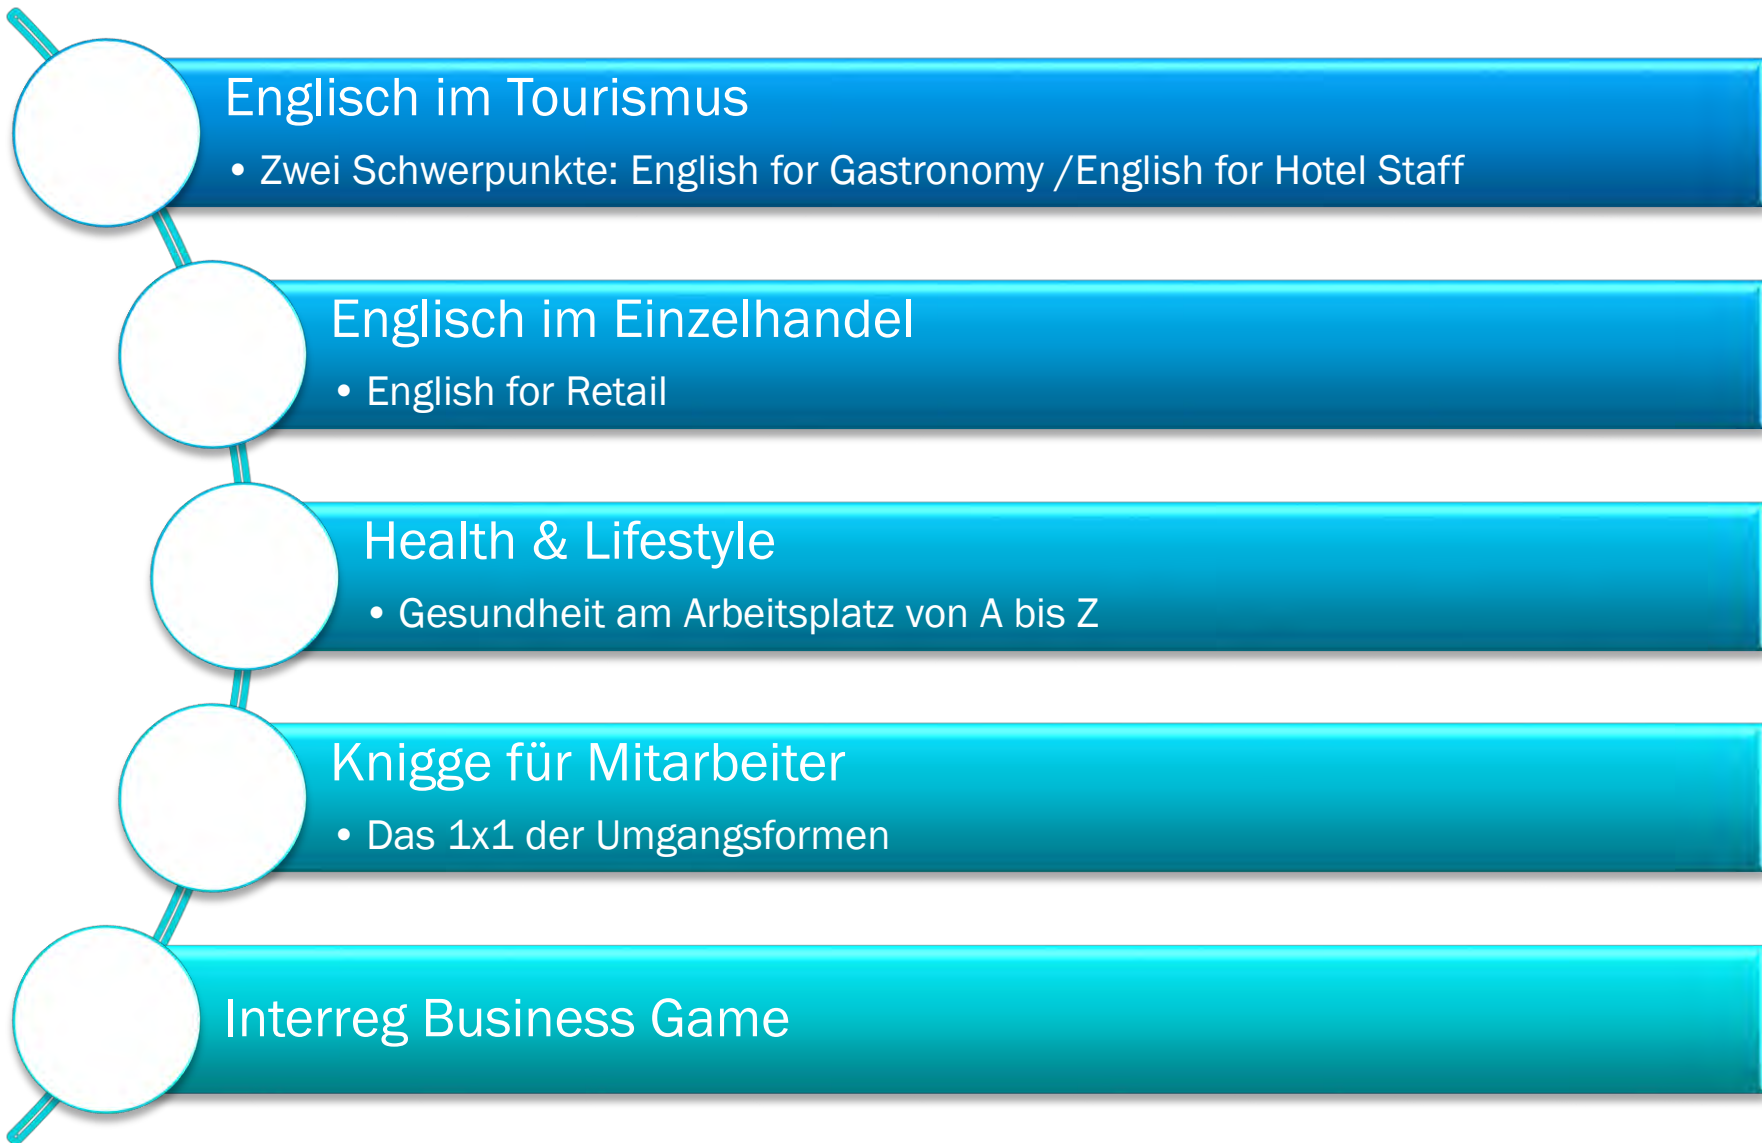 Englisch im Tourismus
• Zwei Schwerpunkte: English for Gastronomy /English for Hotel Staff
Englisch im Einzelhandel
• English for Retail
Health & Lifestyle
• Gesundheit am Arbeitsplatz von A bis Z
Knigge für Mitarbeiter
• Das 1x1 der Umgangsformen
Interreg Business Game